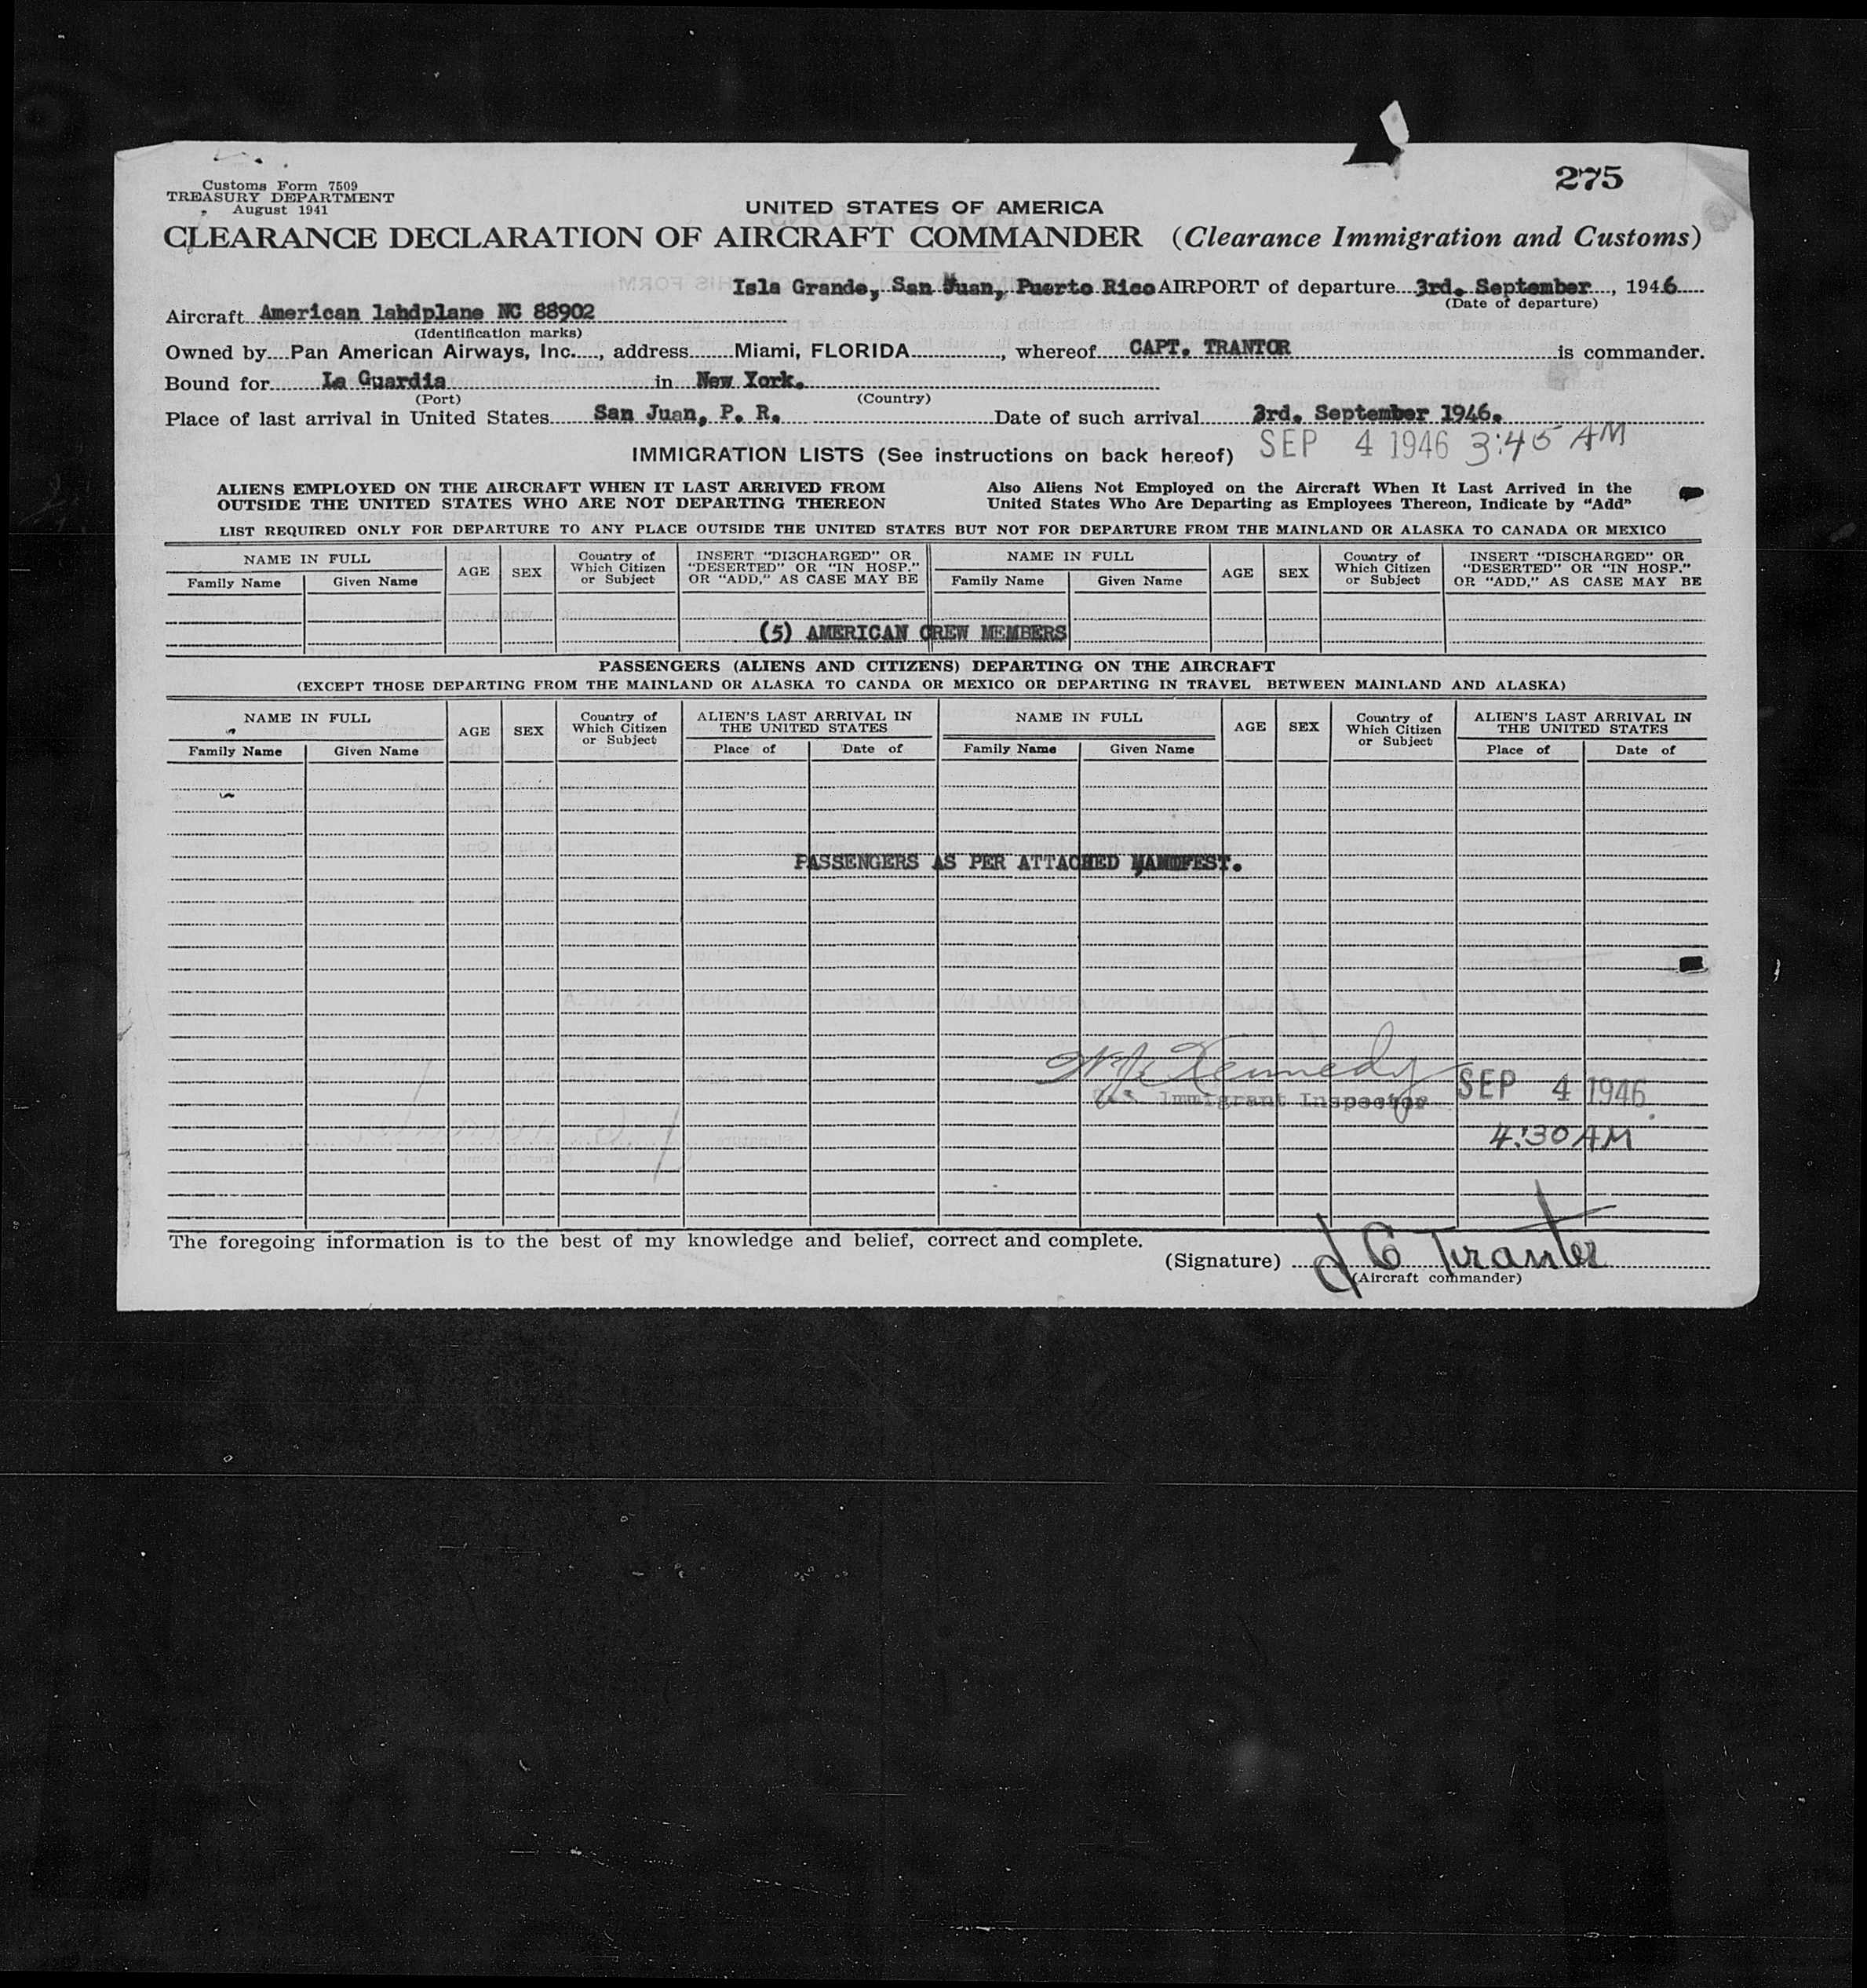 275
Customs Form 7509
TREASURY DEPARTMENT
August 1941
UNITED STATES OF AMERICA
CLEARANCE DECLARATION OF AIRCRAFT COMMANDER (Clearance Immigration and Customs)
Isla Grande, San Juan, Puerto Rico AIRPORT of departure 3rd. September, 1946
(Date of departure)
Aircraft American lahdplane NC 88902
(Identification marks)
Owned by Pan American Airways, Inc., address Miami, FLORIDA, whereof CAPT. TRANTOR is commander.
Bound for La Guardia in New York.
(Port) (Country)
Place of last arrival in United States San Juan, P. R. Date of such arrival 3rd. September 1946.
IMMIGRATION LISTS (See instructions on back hereof) SEP 4 1946 3:45 AM
ALIENS EMPLOYED ON THE AIRCRAFT WHEN IT LAST ARRIVED FROM Also Aliens Not Employed on the Aircraft When It Last Arrived in the
OUTSIDE THE UNITED STATES WHO ARE NOT DEPARTING THEREON United States Who Are Departing as Employees Thereon, Indicate by "Add"
LIST REQUIRED ONLY FOR DEPARTURE TO ANY PLACE OUTSIDE THE UNITED STATES BUT NOT FOR DEPARTURE FROM THE MAINLAND OR ALASKA TO CANADA OR MEXICO
NAME IN FULL AGE SEX Country of Which Citizen or Subject INSERT "DISCHARGED" OR "DESERTED" OR "IN HOSP." OR "ADD," AS CASE MAY BE NAME IN FULL AGE SEX Country of Which Citizen or Subject INSERT "DISCHARGED" OR "DESERTED" OR "IN HOSP." OR "ADD," AS CASE MAY BE
Family Name Given Name Family Name Given Name
(5) AMERICAN CREW MEMBERS
PASSENGERS (ALIENS AND CITIZENS) DEPARTING ON THE AIRCRAFT
(EXCEPT THOSE DEPARTING FROM THE MAINLAND OR ALASKA TO CANDA OR MEXICO OR DEPARTING IN TRAVEL BETWEEN MAINLAND AND ALASKA)
NAME IN FULL AGE SEX Country of Which Citizen or Subject ALIEN'S LAST ARRIVAL IN THE UNITED STATES NAME IN FULL AGE SEX Country of Which Citizen or Subject ALIEN'S LAST ARRIVAL IN THE UNITED STATES
Family Name Given Name Place of Date of Family Name Given Name Place of Date of
PASSENGERS AS PER ATTACHED MANIFEST.
W. J. Kennedy SEP 4 1946
U.S. Immigrant Inspector
4:30 AM
The foregoing information is to the best of my knowledge and belief, correct and complete.
(Signature) J C Tranter
(Aircraft commander)